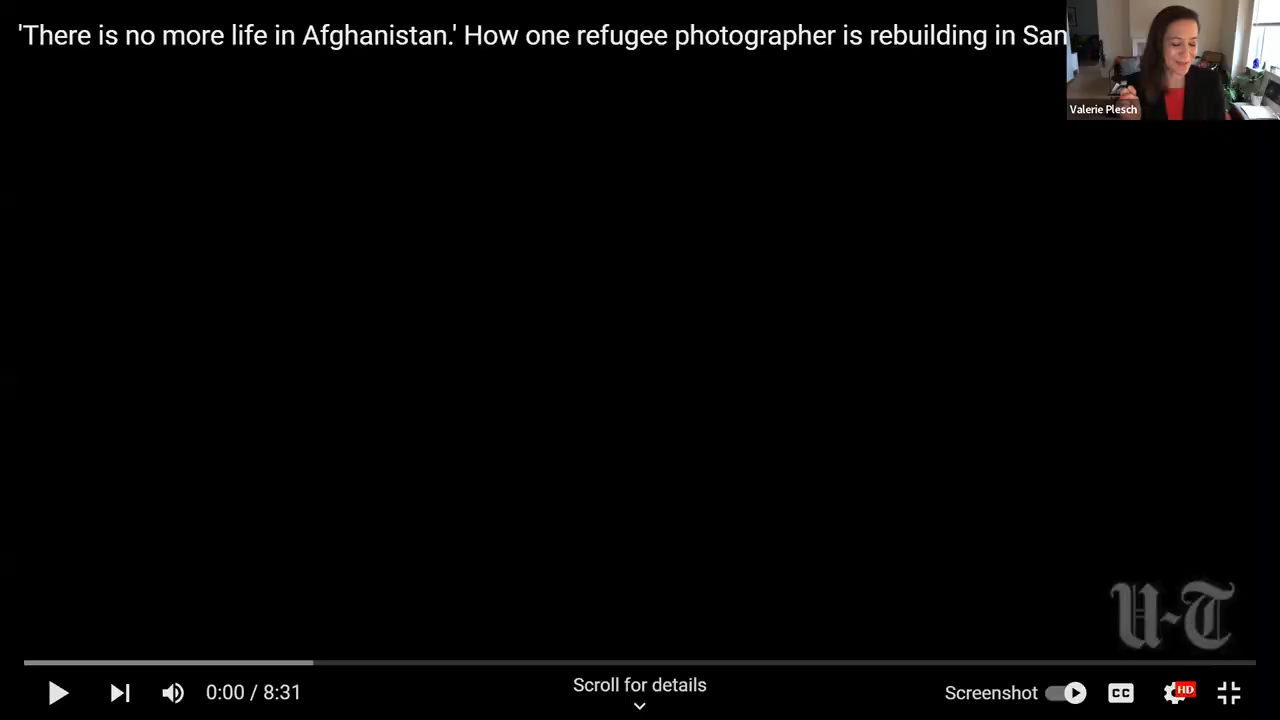 'There is no more life in Afghanistan.' How one refugee photographer is rebuilding in San
Valerie Plesch
U-T
0:00 / 8:31
Scroll for details
Screenshot
CC
HD